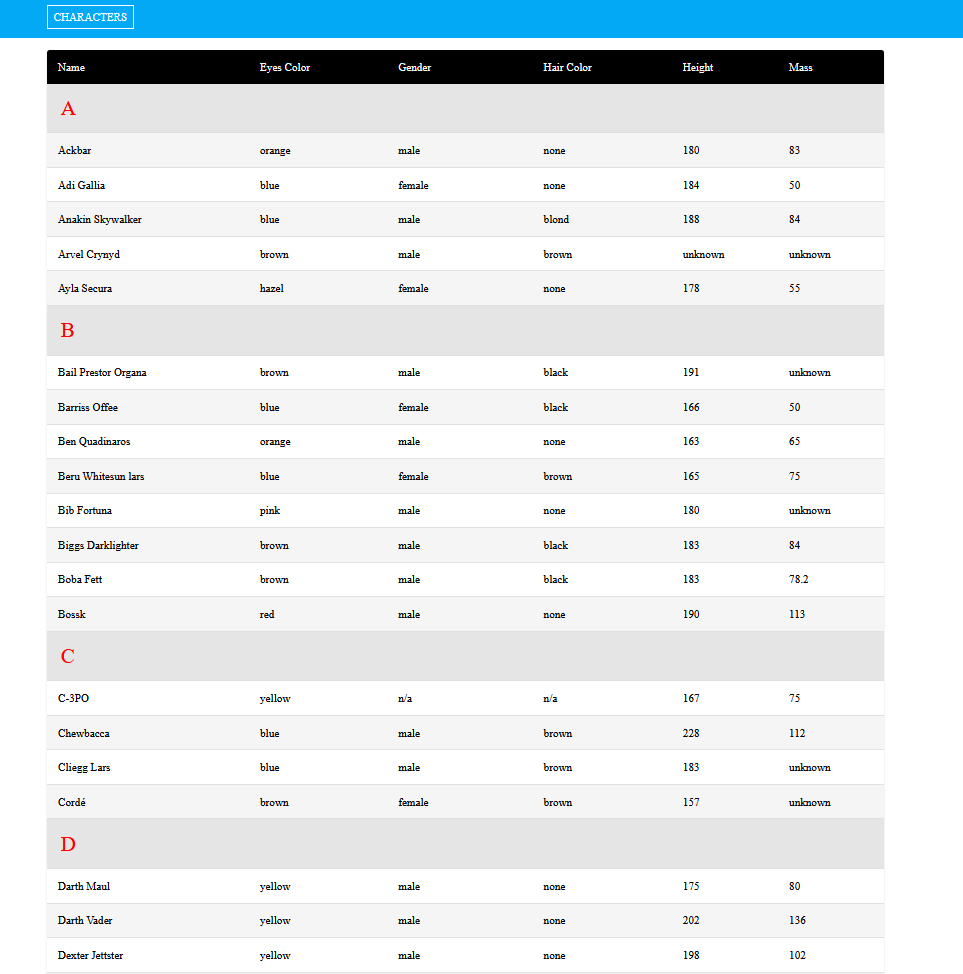 CHARACTERS
Name Eyes Color Gender Hair Color Height Mass
A
Ackbar orange male none 180 83
Adi Gallia blue female none 184 50
Anakin Skywalker blue male blond 188 84
Arvel Crynyd brown male brown unknown unknown
Ayla Secura hazel female none 178 55
B
Bail Prestor Organa brown male black 191 unknown
Barriss Offee blue female black 166 50
Ben Quadinaros orange male none 163 65
Beru Whitesun lars blue female brown 165 75
Bib Fortuna pink male none 180 unknown
Biggs Darklighter brown male black 183 84
Boba Fett brown male black 183 78.2
Bossk red male none 190 113
C
C-3PO yellow n/a n/a 167 75
Chewbacca blue male brown 228 112
Cliegg Lars blue male brown 183 unknown
Cordé brown female brown 157 unknown
D
Darth Maul yellow male none 175 80
Darth Vader yellow male none 202 136
Dexter Jettster yellow male none 198 102